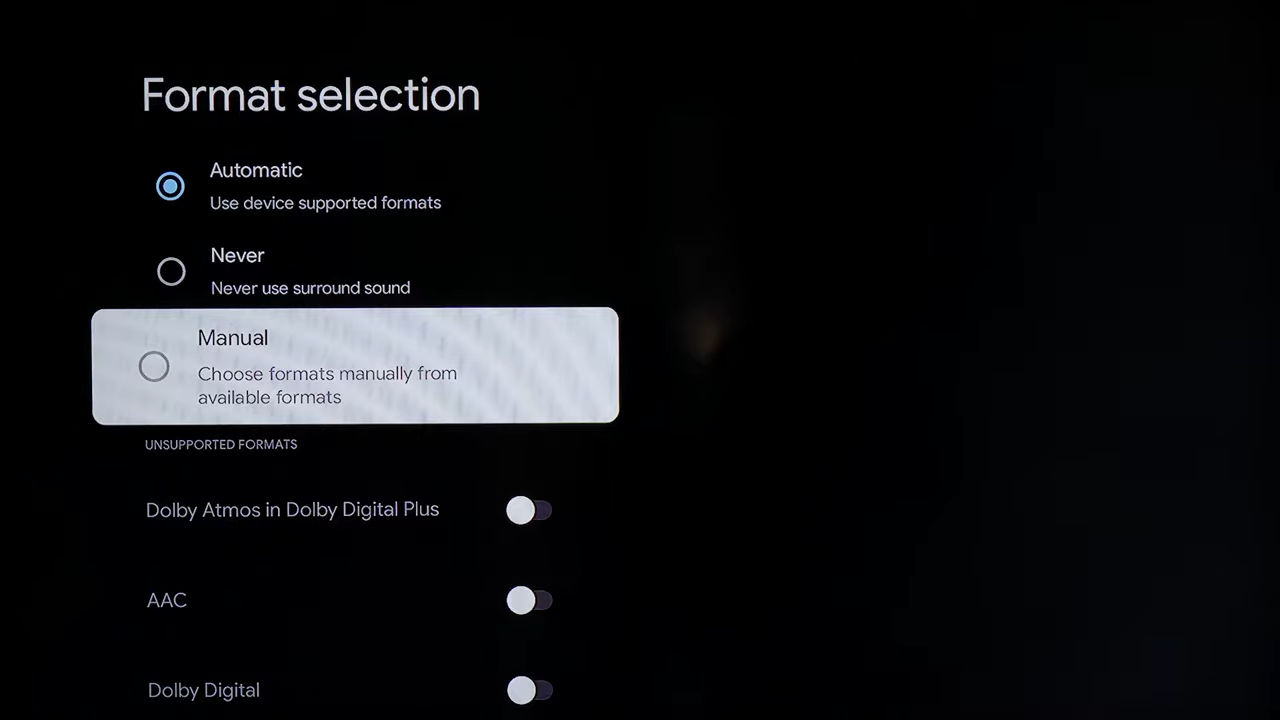 Format selection
Automatic
Use device supported formats
Never
Never use surround sound
Manual
Choose formats manually from
available formats
UNSUPPORTED FORMATS
Dolby Atmos in Dolby Digital Plus
AAC
Dolby Digital